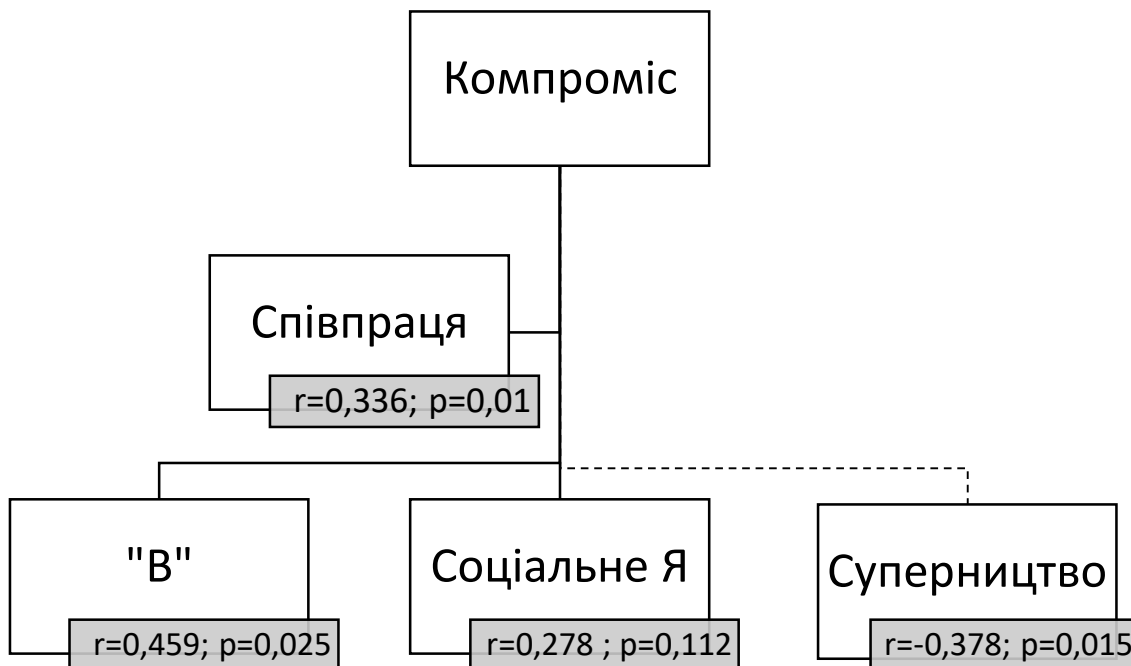 Компроміс
Співпраця
r=0,336; p=0,01
"В"
r=0,459; p=0,025
Соціальне Я
r=0,278 ; p=0,112
Суперництво
r=-0,378; p=0,015